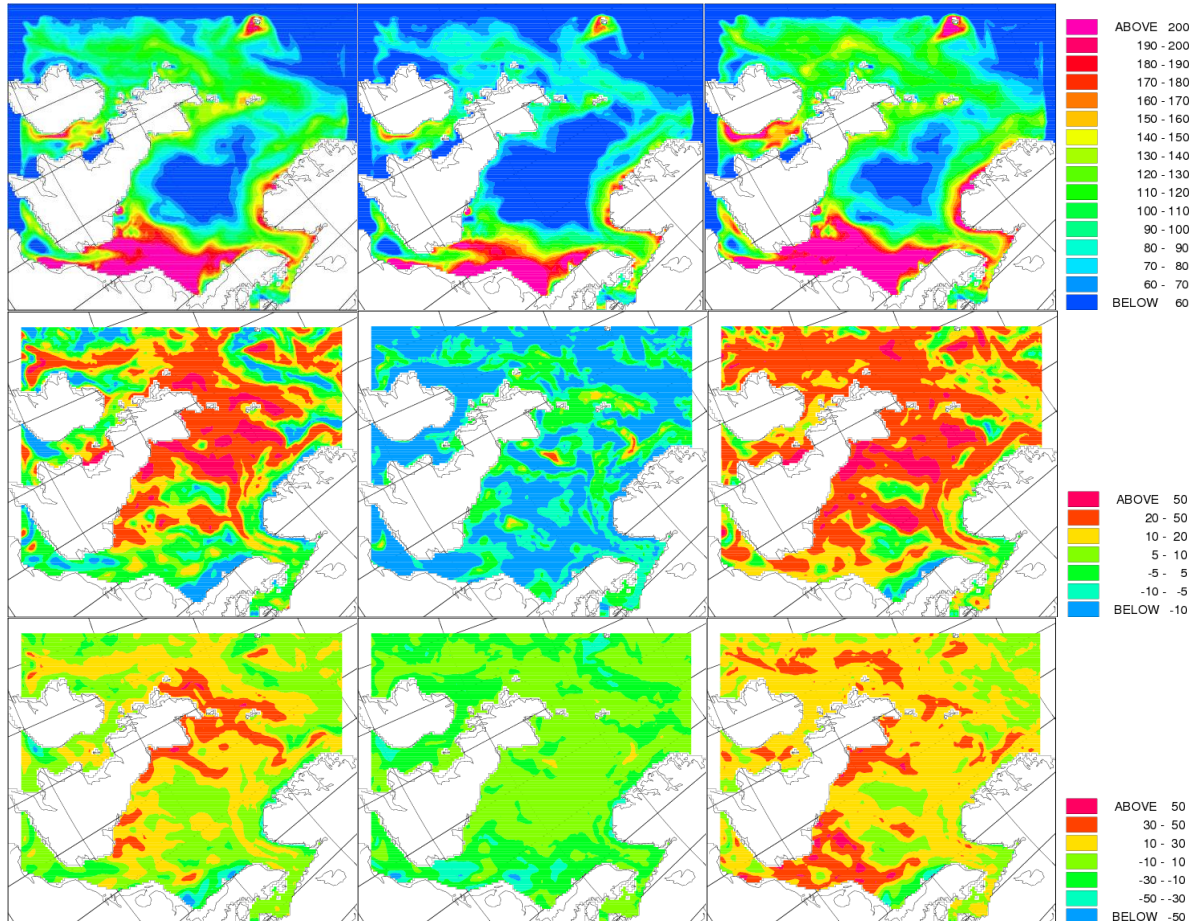 ABOVE 200
190 - 200
180 - 190
170 - 180
160 - 170
150 - 160
140 - 150
130 - 140
120 - 130
110 - 120
100 - 110
90 - 100
80 - 90
70 - 80
60 - 70
BELOW 60
ABOVE 50
20 - 50
10 - 20
5 - 10
-5 - 5
-10 - -5
BELOW -10
ABOVE 50
30 - 50
10 - 30
-10 - 10
-30 - 10
-50 - -30
BELOW -50